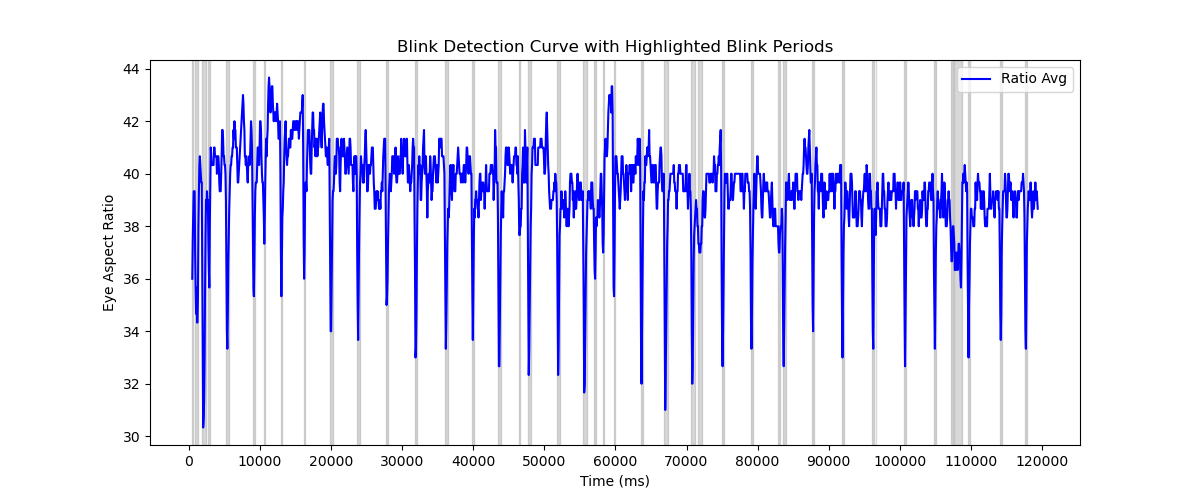 Blink Detection Curve with Highlighted Blink Periods
Ratio Avg
Eye Aspect Ratio
44
42
40
38
36
34
32
30
0 10000 20000 30000 40000 50000 60000 70000 80000 90000 100000 110000 120000
Time (ms)